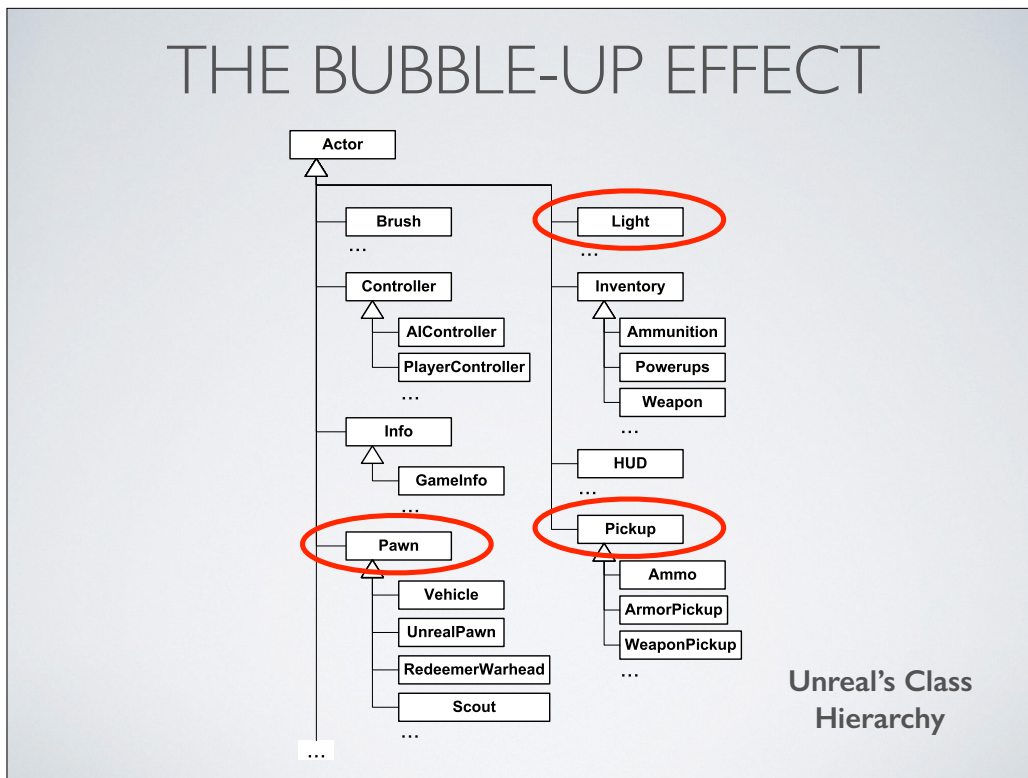 THE BUBBLE-UP EFFECT
Actor
Brush
...
Controller
AIController
PlayerController
...
Info
GameInfo
...
Pawn
Vehicle
UnrealPawn
RedeemerWarhead
Scout
...
...
Light
...
Inventory
Ammunition
Powerups
Weapon
...
HUD
...
Pickup
Ammo
ArmorPickup
WeaponPickup
...
Unreal's Class
Hierarchy